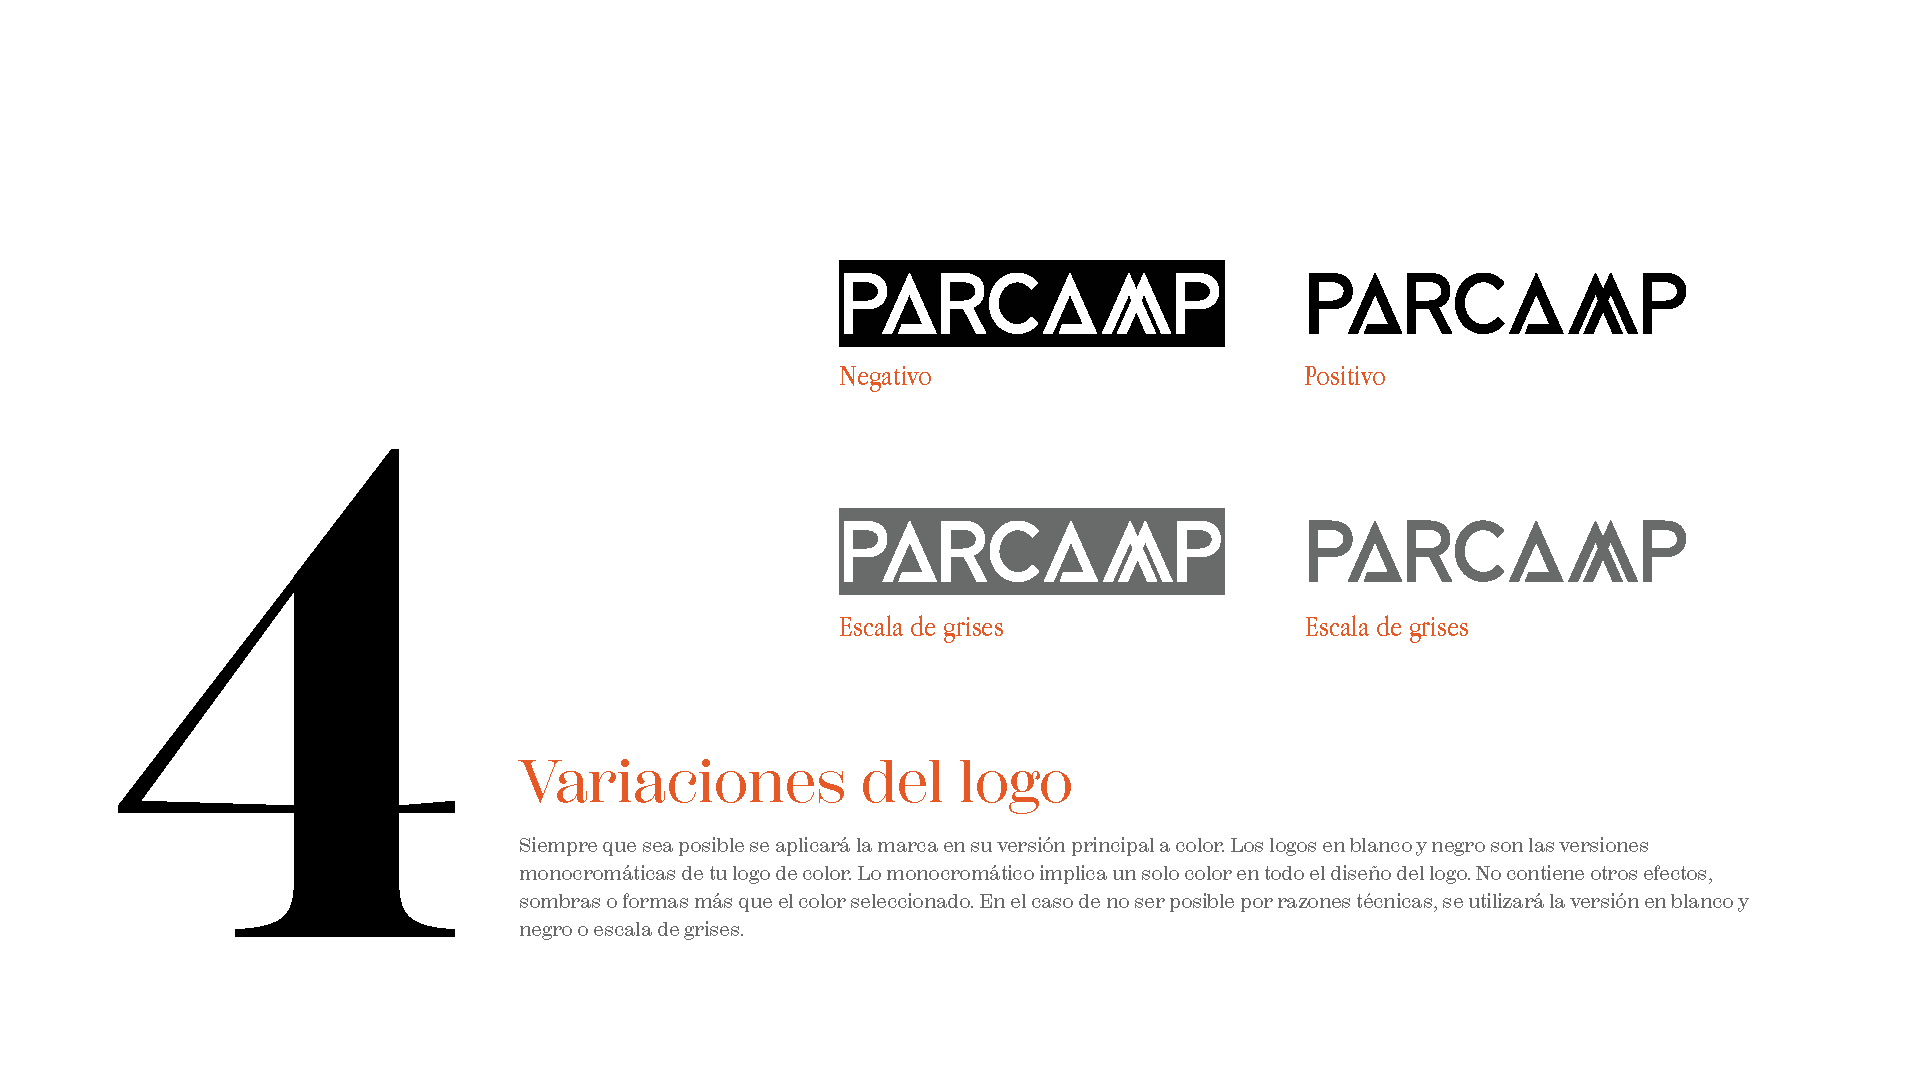 PARCAMP
PARCAMP
Negativo
Positivo
PARCAMP
PARCAMP
Escala de grises
Escala de grises
4
Variaciones del logo
Siempre que sea posible se aplicará la marca en su versión principal a color. Los logos en blanco y negro son las versiones
monocromáticas de tu logo de color. Lo monocromático implica un solo color en todo el diseño del logo. No contiene otros efectos,
sombras o formas más que el color seleccionado. En el caso de no ser posible por razones técnicas, se utilizará la versión en blanco y
negro o escala de grises.